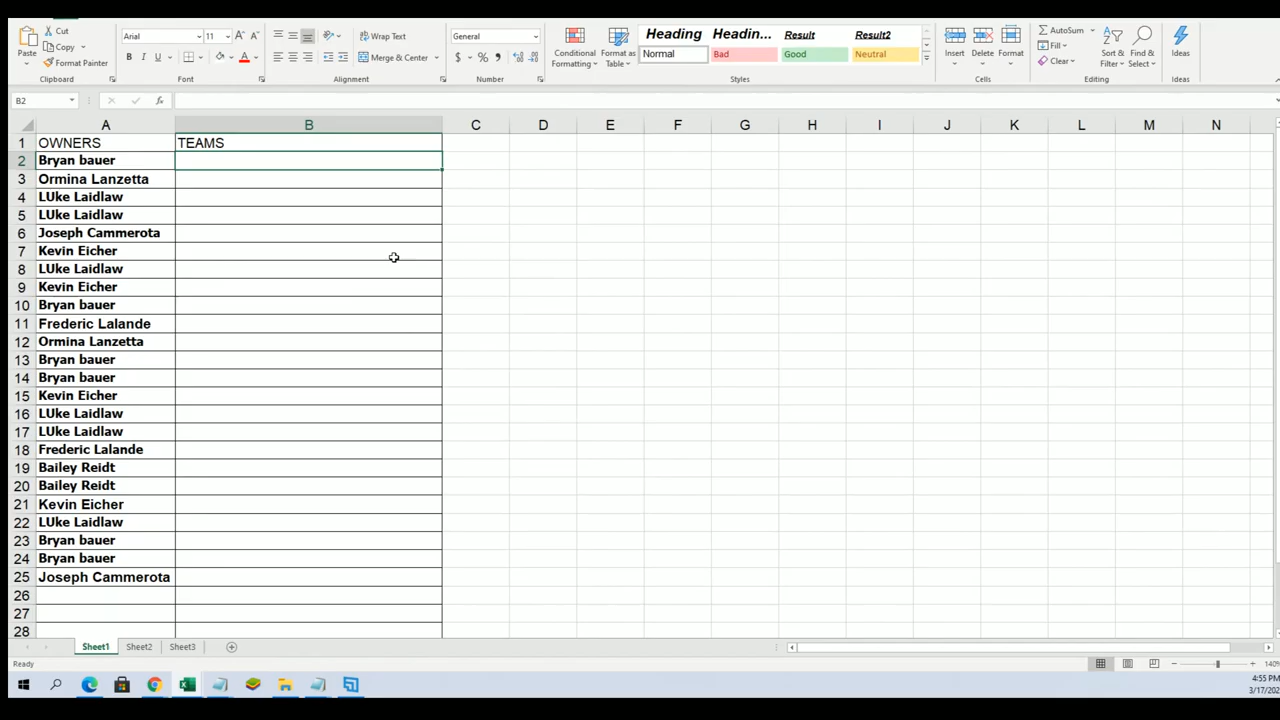 Cut
Copy
Paste
Format Painter
Clipboard
Arial
11
A
A
B
I
U
A
Font
Wrap Text
Merge & Center
Alignment
General
$
%
Number
Conditional
Formatting
Format as
Table
Heading
Headin...
Result
Result2
Normal
Bad
Good
Neutral
Styles
Insert
Delete
Format
Cells
AutoSum
Fill
Clear
Sort &
Filter
Find &
Select
Editing
Ideas
Ideas
B2
fx
A B C D E F G H I J K L M N
1 OWNERS TEAMS
2 Bryan bauer
3 Ormina Lanzetta
4 LUke Laidlaw
5 LUke Laidlaw
6 Joseph Cammerota
7 Kevin Eicher
8 LUke Laidlaw
9 Kevin Eicher
10 Bryan bauer
11 Frederic Lalande
12 Ormina Lanzetta
13 Bryan bauer
14 Bryan bauer
15 Kevin Eicher
16 LUke Laidlaw
17 LUke Laidlaw
18 Frederic Lalande
19 Bailey Reidt
20 Bailey Reidt
21 Kevin Eicher
22 LUke Laidlaw
23 Bryan bauer
24 Bryan bauer
25 Joseph Cammerota
26
27
28
Sheet1 Sheet2 Sheet3
Ready
140%
4:55 PM
3/17/202